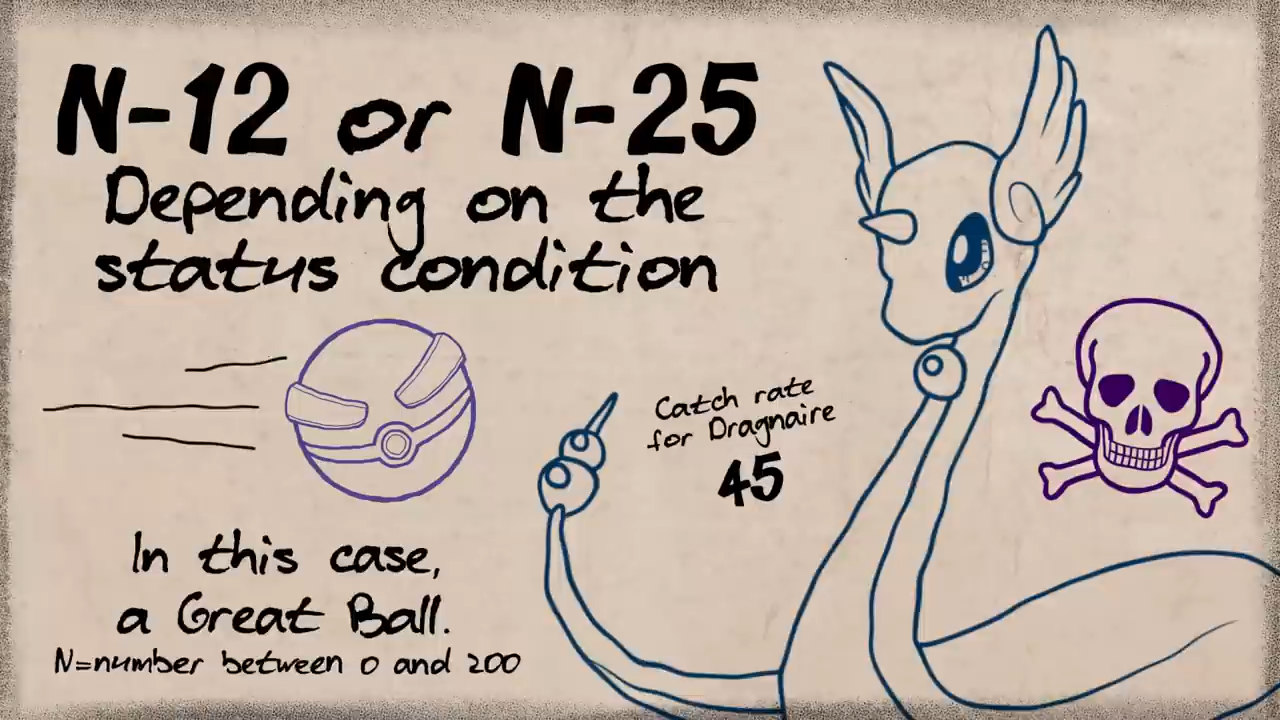 N-12 or N-25
Depending on the
status condition
Catch rate
for Dragnaire
45
In this case,
a Great Ball.
N=number between 0 and 200